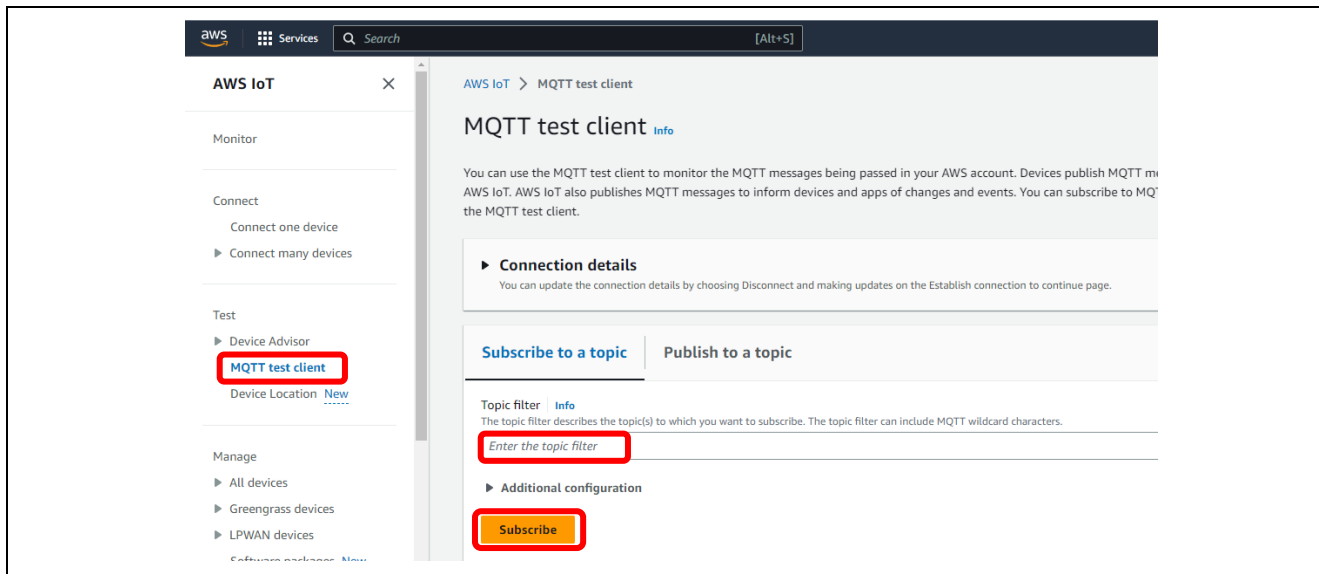 aws
Services
Search
[Alt+S]
AWS IoT
Monitor
Connect
Connect one device
Connect many devices
Test
Device Advisor
MQTT test client
Device Location New
Manage
All devices
Greengrass devices
LPWAN devices
Software packages New
AWS IoT > MQTT test client
MQTT test client Info
You can use the MQTT test client to monitor the MQTT messages being passed in your AWS account. Devices publish MQTT
AWS IoT. AWS IoT also publishes MQTT messages to inform devices and apps of changes and events. You can subscribe to
the MQTT test client.
Connection details
You can update the connection details by choosing Disconnect and making updates on the Establish connection to continue page.
Subscribe to a topic
Publish to a topic
Topic filter Info
The topic filter describes the topic(s) to which you want to subscribe. The topic filter can include MQTT wildcard characters.
Enter the topic filter
Additional configuration
Subscribe